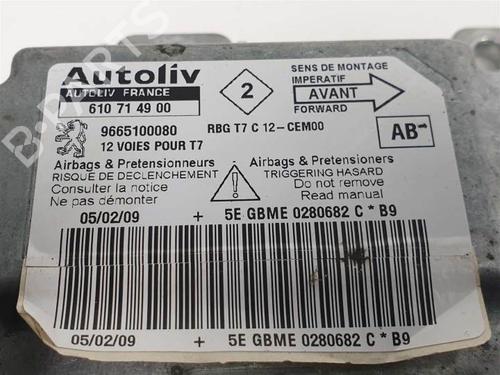 Autoliv
AUTOLIV FRANCE
610 71 49 00
2
SENS DE MONTAGE
IMPERATIF
AVANT
FORWARD
9665100080
RBG T7 C 12-CEM00
12 VOIES POUR T7
AB
Airbags & Pretensionneurs
RISQUE DE DECLENCHEMENT
Consulter la notice
Ne pas démonter
Airbags & Pretensioners
TRIGGERING HASARD
Do not remove
Read manual
05/02/09 + 5E GBME 0280682 C * B9
05/02/09 + 5E GBME 0280682 C * B9
B-PARTS